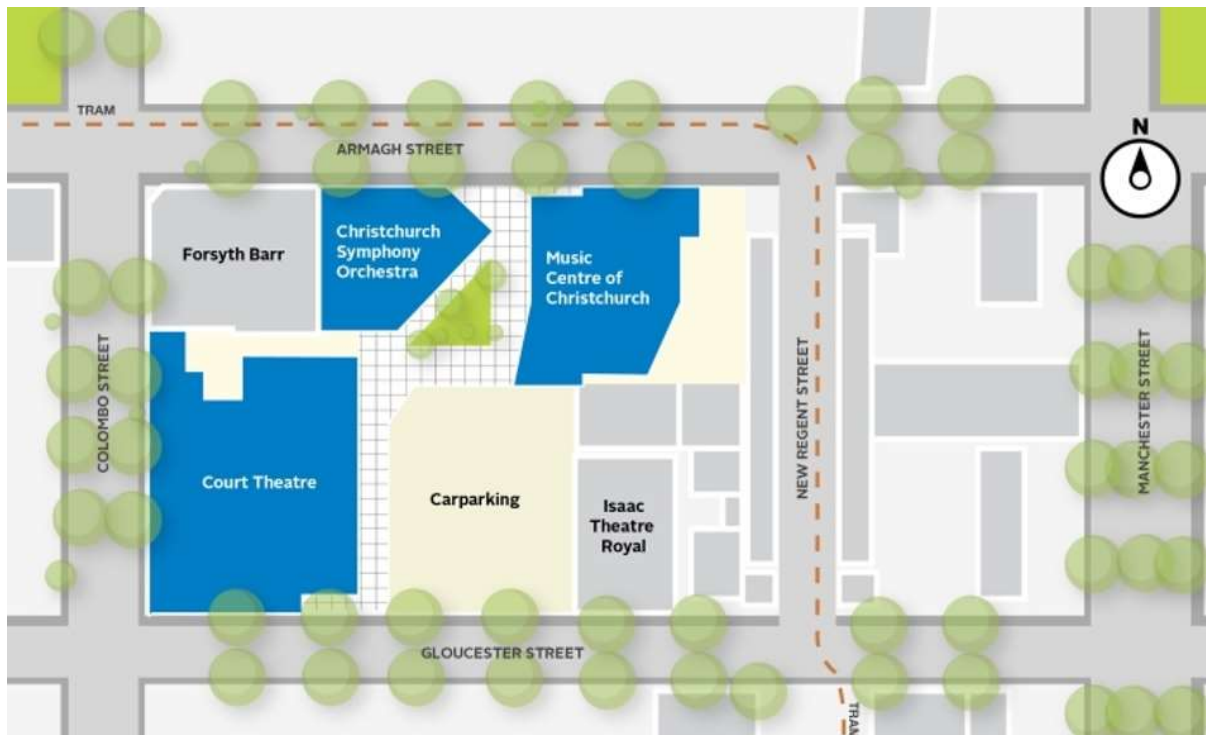 TRAM
ARMAGH STREET
N
Forsyth Barr
Christchurch
Symphony
Orchestra
Music
Centre of
Christchurch
COLOMBO STREET
NEW REGENT STREET
MANCHESTER STREET
Court Theatre
Carparking
Isaac
Theatre
Royal
GLOUCESTER STREET
TRAM